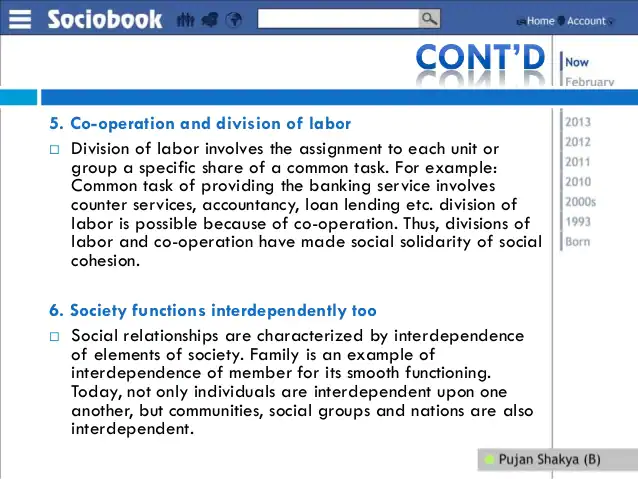 Sociobook
Home Account
CONT'D
Now
February
2013
2012
2011
2010
2000s
1993
Born
5. Co-operation and division of labor
Division of labor involves the assignment to each unit or
group a specific share of a common task. For example:
Common task of providing the banking service involves
counter services, accountancy, loan lending etc. division of
labor is possible because of co-operation. Thus, divisions of
labor and co-operation have made social solidarity of social
cohesion.
6. Society functions interdependently too
Social relationships are characterized by interdependence
of elements of society. Family is an example of
interdependence of member for its smooth functioning.
Today, not only individuals are interdependent upon one
another, but communities, social groups and nations are also
interdependent.
Pujan Shakya (B)